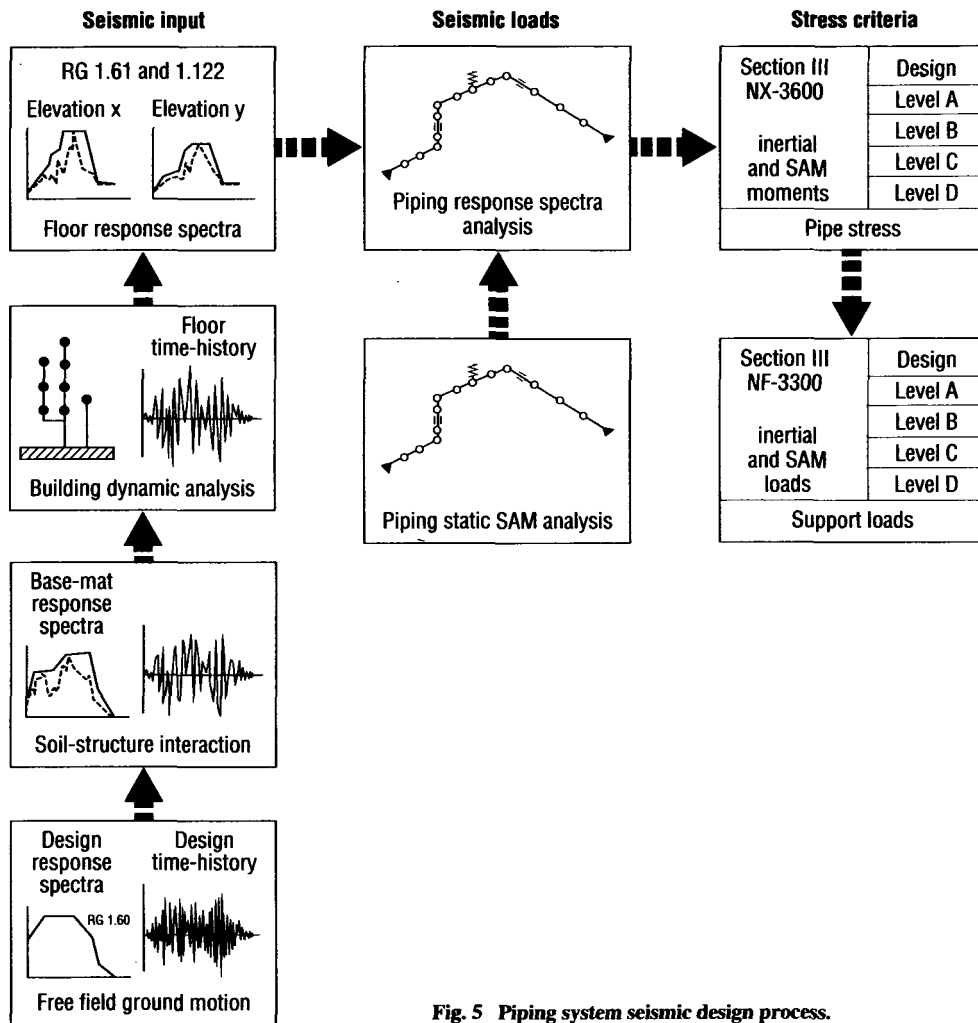 Seismic input
RG 1.61 and 1.122
Elevation x
Elevation y
Floor response spectra
Floor
time-history
Building dynamic analysis
Base-mat
response
spectra
Soil-structure interaction
Design
response
spectra
RG 1.60
Design
time-history
Free field ground motion
Seismic loads
Piping response spectra
analysis
Piping static SAM analysis
Stress criteria
Section III
NX-3600
inertial
and SAM
moments
Design
Level A
Level B
Level C
Level D
Pipe stress
Section III
NF-3300
inertial
and SAM
loads
Design
Level A
Level B
Level C
Level D
Support loads
Fig. 5 Piping system seismic design process.